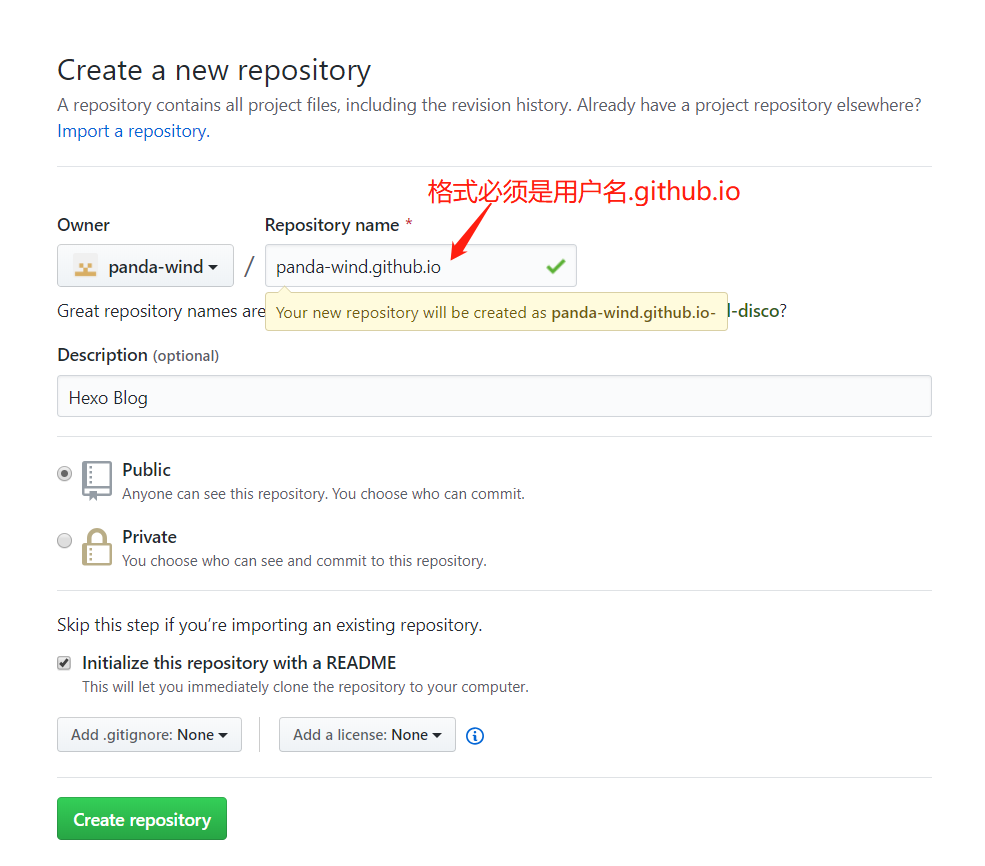 Create a new repository
A repository contains all project files, including the revision history. Already have a project repository elsewhere?
Import a repository.
格式必须是用户名.github.io
Owner
Repository name *
panda-wind
/
panda-wind.github.io
Great repository names are
Your new repository will be created as panda-wind.github.io-
l-disco?
Description (optional)
Hexo Blog
Public
Anyone can see this repository. You choose who can commit.
Private
You choose who can see and commit to this repository.
Skip this step if you’re importing an existing repository.
Initialize this repository with a README
This will let you immediately clone the repository to your computer.
Add .gitignore: None
Add a license: None
Create repository